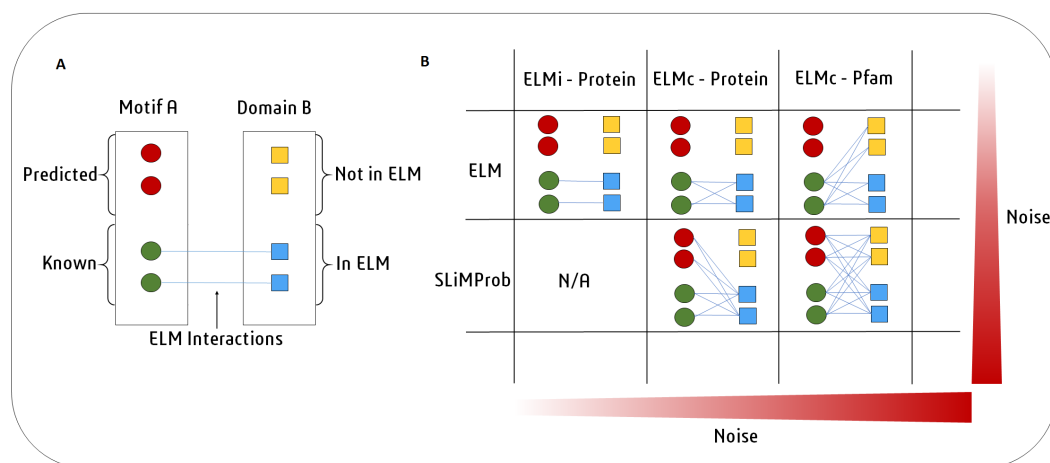 A
Motif A
Domain B
Predicted
Not in ELM
Known
In ELM
ELM Interactions
B
ELMi - Protein
ELMc - Protein
ELMc - Pfam
ELM
SLiMProb
N/A
Noise
Noise